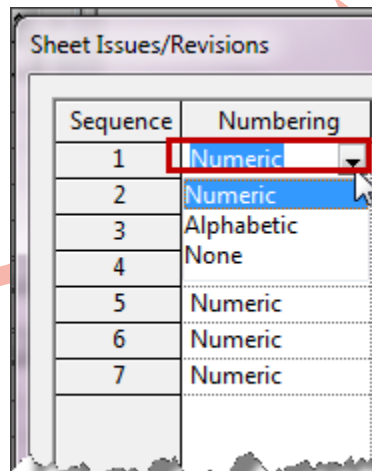 Sheet Issues/Revisions
Sequence Numbering
1 Numeric
2 Numeric
3 Alphabetic
4 None
5 Numeric
6 Numeric
7 Numeric